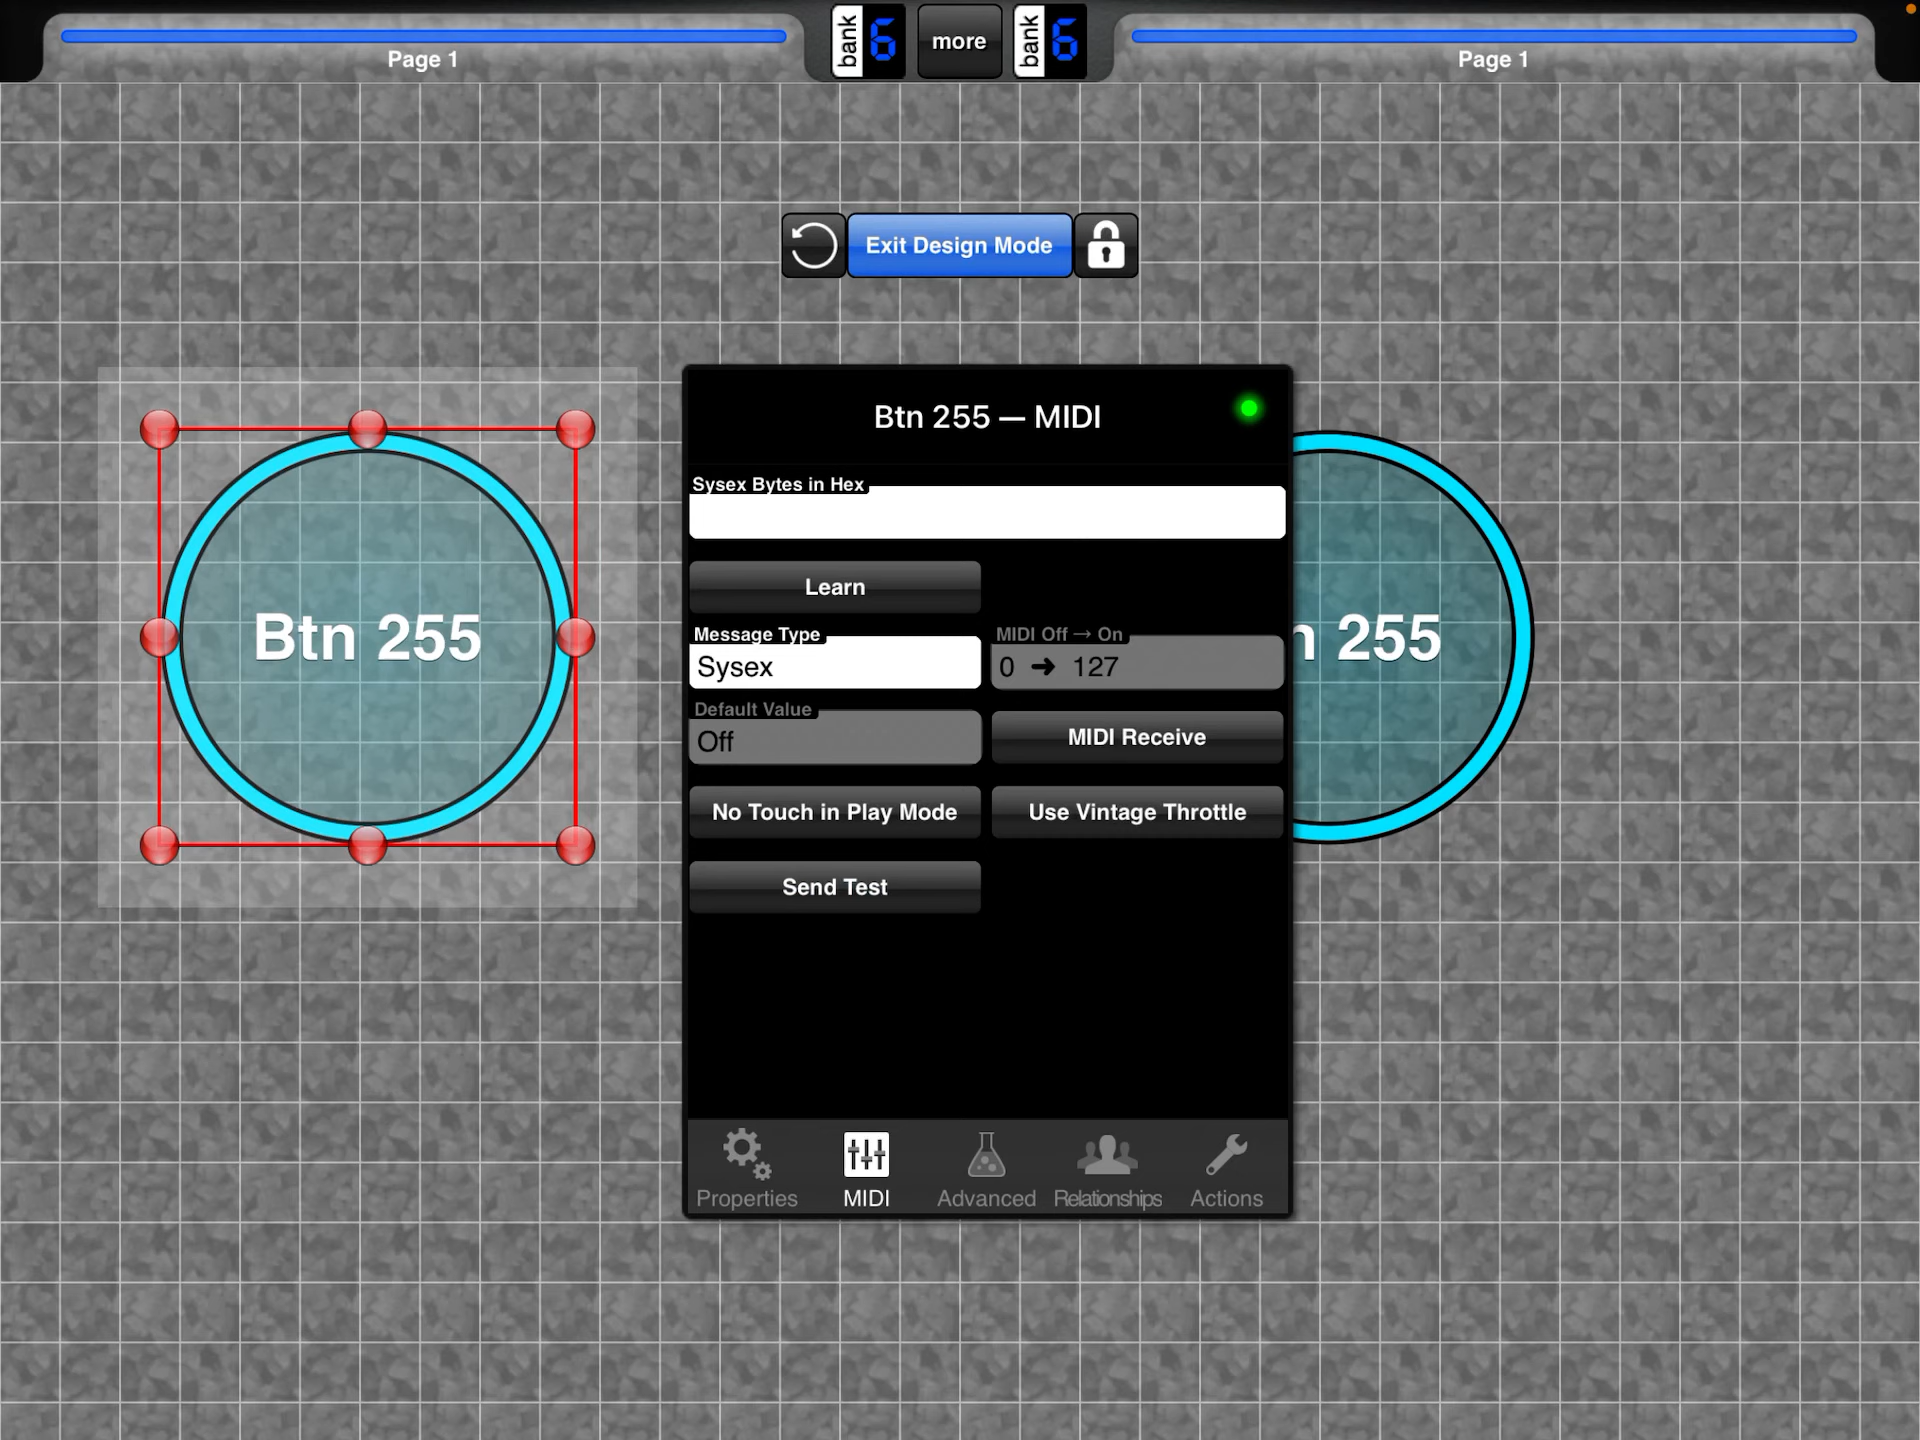 Page 1
bank 6
more
bank 6
Page 1
Exit Design Mode
Btn 255 — MIDI
Sysex Bytes in Hex
Learn
Message Type
Sysex
MIDI Off → On
0 ➜ 127
Default Value
Off
MIDI Receive
No Touch in Play Mode
Use Vintage Throttle
Send Test
Btn 255
n 255
Properties
MIDI
Advanced
Relationships
Actions